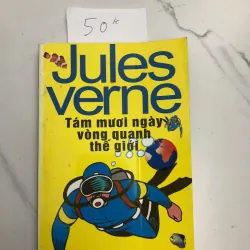 50k
Jules
verne
Tám mươi ngày
vòng quanh
thế giới